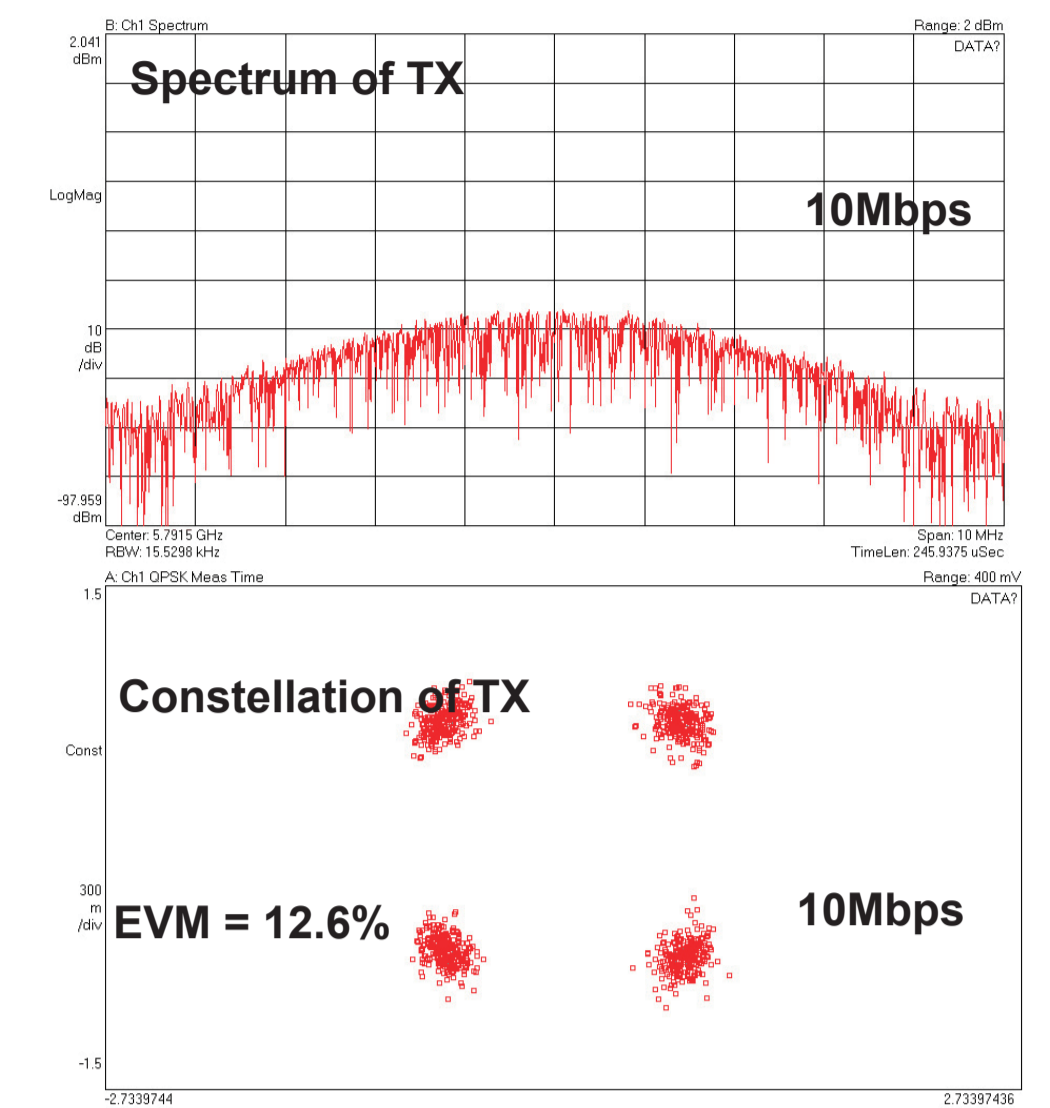 B: Ch1 Spectrum
Range: 2 dBm
2.041
dBm
DATA?
Spectrum of TX
LogMag
10Mbps
10
dB
/div
-97.959
dBm
Center: 5.7915 GHz
Span: 10 MHz
RBW: 15.5298 kHz
TimeLen: 245.9375 uSec
A: Ch1 QPSK Meas Time
Range: 400 mV
1.5
DATA?
Constellation of TX
Const
300
m
/div
EVM = 12.6%
10Mbps
-1.5
-2.7339744
2.73397436